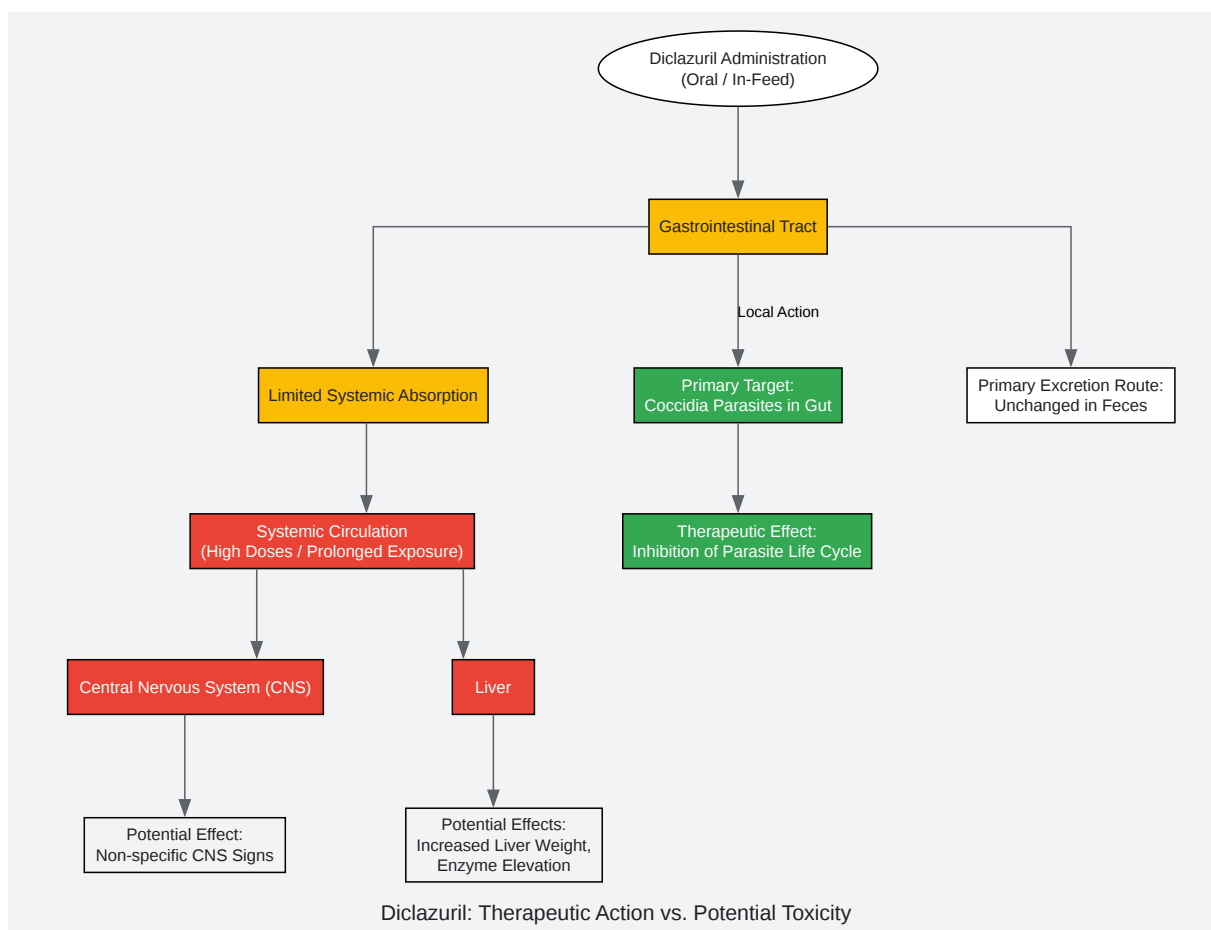 Diclazuril Administration
(Oral / In-Feed)
Gastrointestinal Tract
Local Action
Limited Systemic Absorption
Primary Target:
Coccidia Parasites in Gut
Primary Excretion Route:
Unchanged in Feces
Systemic Circulation
(High Doses / Prolonged Exposure)
Therapeutic Effect:
Inhibition of Parasite Life Cycle
Central Nervous System (CNS)
Liver
Potential Effect:
Non-specific CNS Signs
Potential Effects:
Increased Liver Weight,
Enzyme Elevation
Diclazuril: Therapeutic Action vs. Potential Toxicity